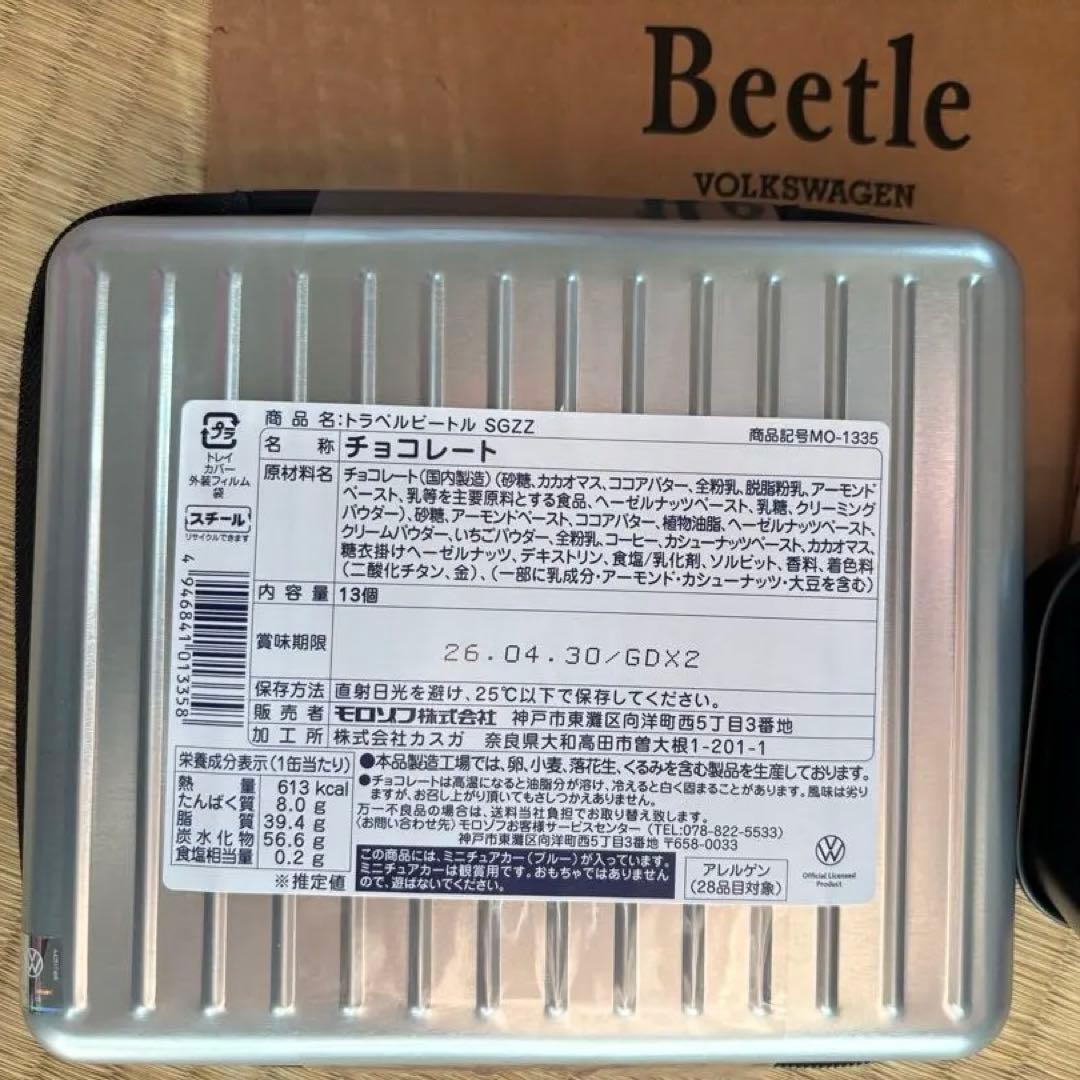 Beetle
VOLKSWAGEN
プラ
トレイ
カバー
外装フィルム
袋
スチール
リサイクルできます
4 946841 013358
商品名:トラベルビートル SGZZ
商品記号MO-1335
名称 チョコレート
原材料名 チョコレート(国内製造)(砂糖、カカオマス、ココアバター、全粉乳、脱脂粉乳、アーモンド
ペースト、乳等を主要原料とする食品、ヘーゼルナッツペースト、乳糖、クリーミング
パウダー)、砂糖、アーモンドペースト、ココアバター、植物油脂、ヘーゼルナッツペースト、
クリームパウダー、いちごパウダー、全粉乳、コーヒー、カシューナッツペースト、カカオマス、
糖衣掛けヘーゼルナッツ、デキストリン、食塩/乳化剤、ソルビット、香料、着色料
(二酸化チタン、金)、(一部に乳成分・アーモンド・カシューナッツ・大豆を含む)
内容量 13個
賞味期限 26.04.30/GDX2
保存方法 直射日光を避け、25℃以下で保存してください。
販売者 モロゾフ株式会社 神戸市東灘区向洋町西5丁目3番地
加工所 株式会社カスガ 奈良県大和高田市曽大根1-201-1
栄養成分表示(1缶当たり)
熱量 613 kcal
たんぱく質 8.0 g
脂質 39.4 g
炭水化物 56.6 g
食塩相当量 0.2 g
※推定値
●本品製造工場では、卵、小麦、落花生、くるみを含む製品を生産しております。
●チョコレートは高温になると油脂分が溶け、冷えると白く固まることがあります。風味は劣り
ますが、お召し上がり頂いてもさしつかえありません。
万一不良品の場合は、送料当社負担でお取り替え致します。
〈お問い合わせ先〉モロゾフお客様サービスセンター (TEL:078-822-5533)
神戸市東灘区向洋町西5丁目3番地 〒658-0033
この商品には、ミニチュアカー(ブルー)が入っています。
ミニチュアカーは観賞用です。おもちゃではありません
ので、遊ばないでください。
アレルゲン
(28品目対象)
Official Licensed
Product